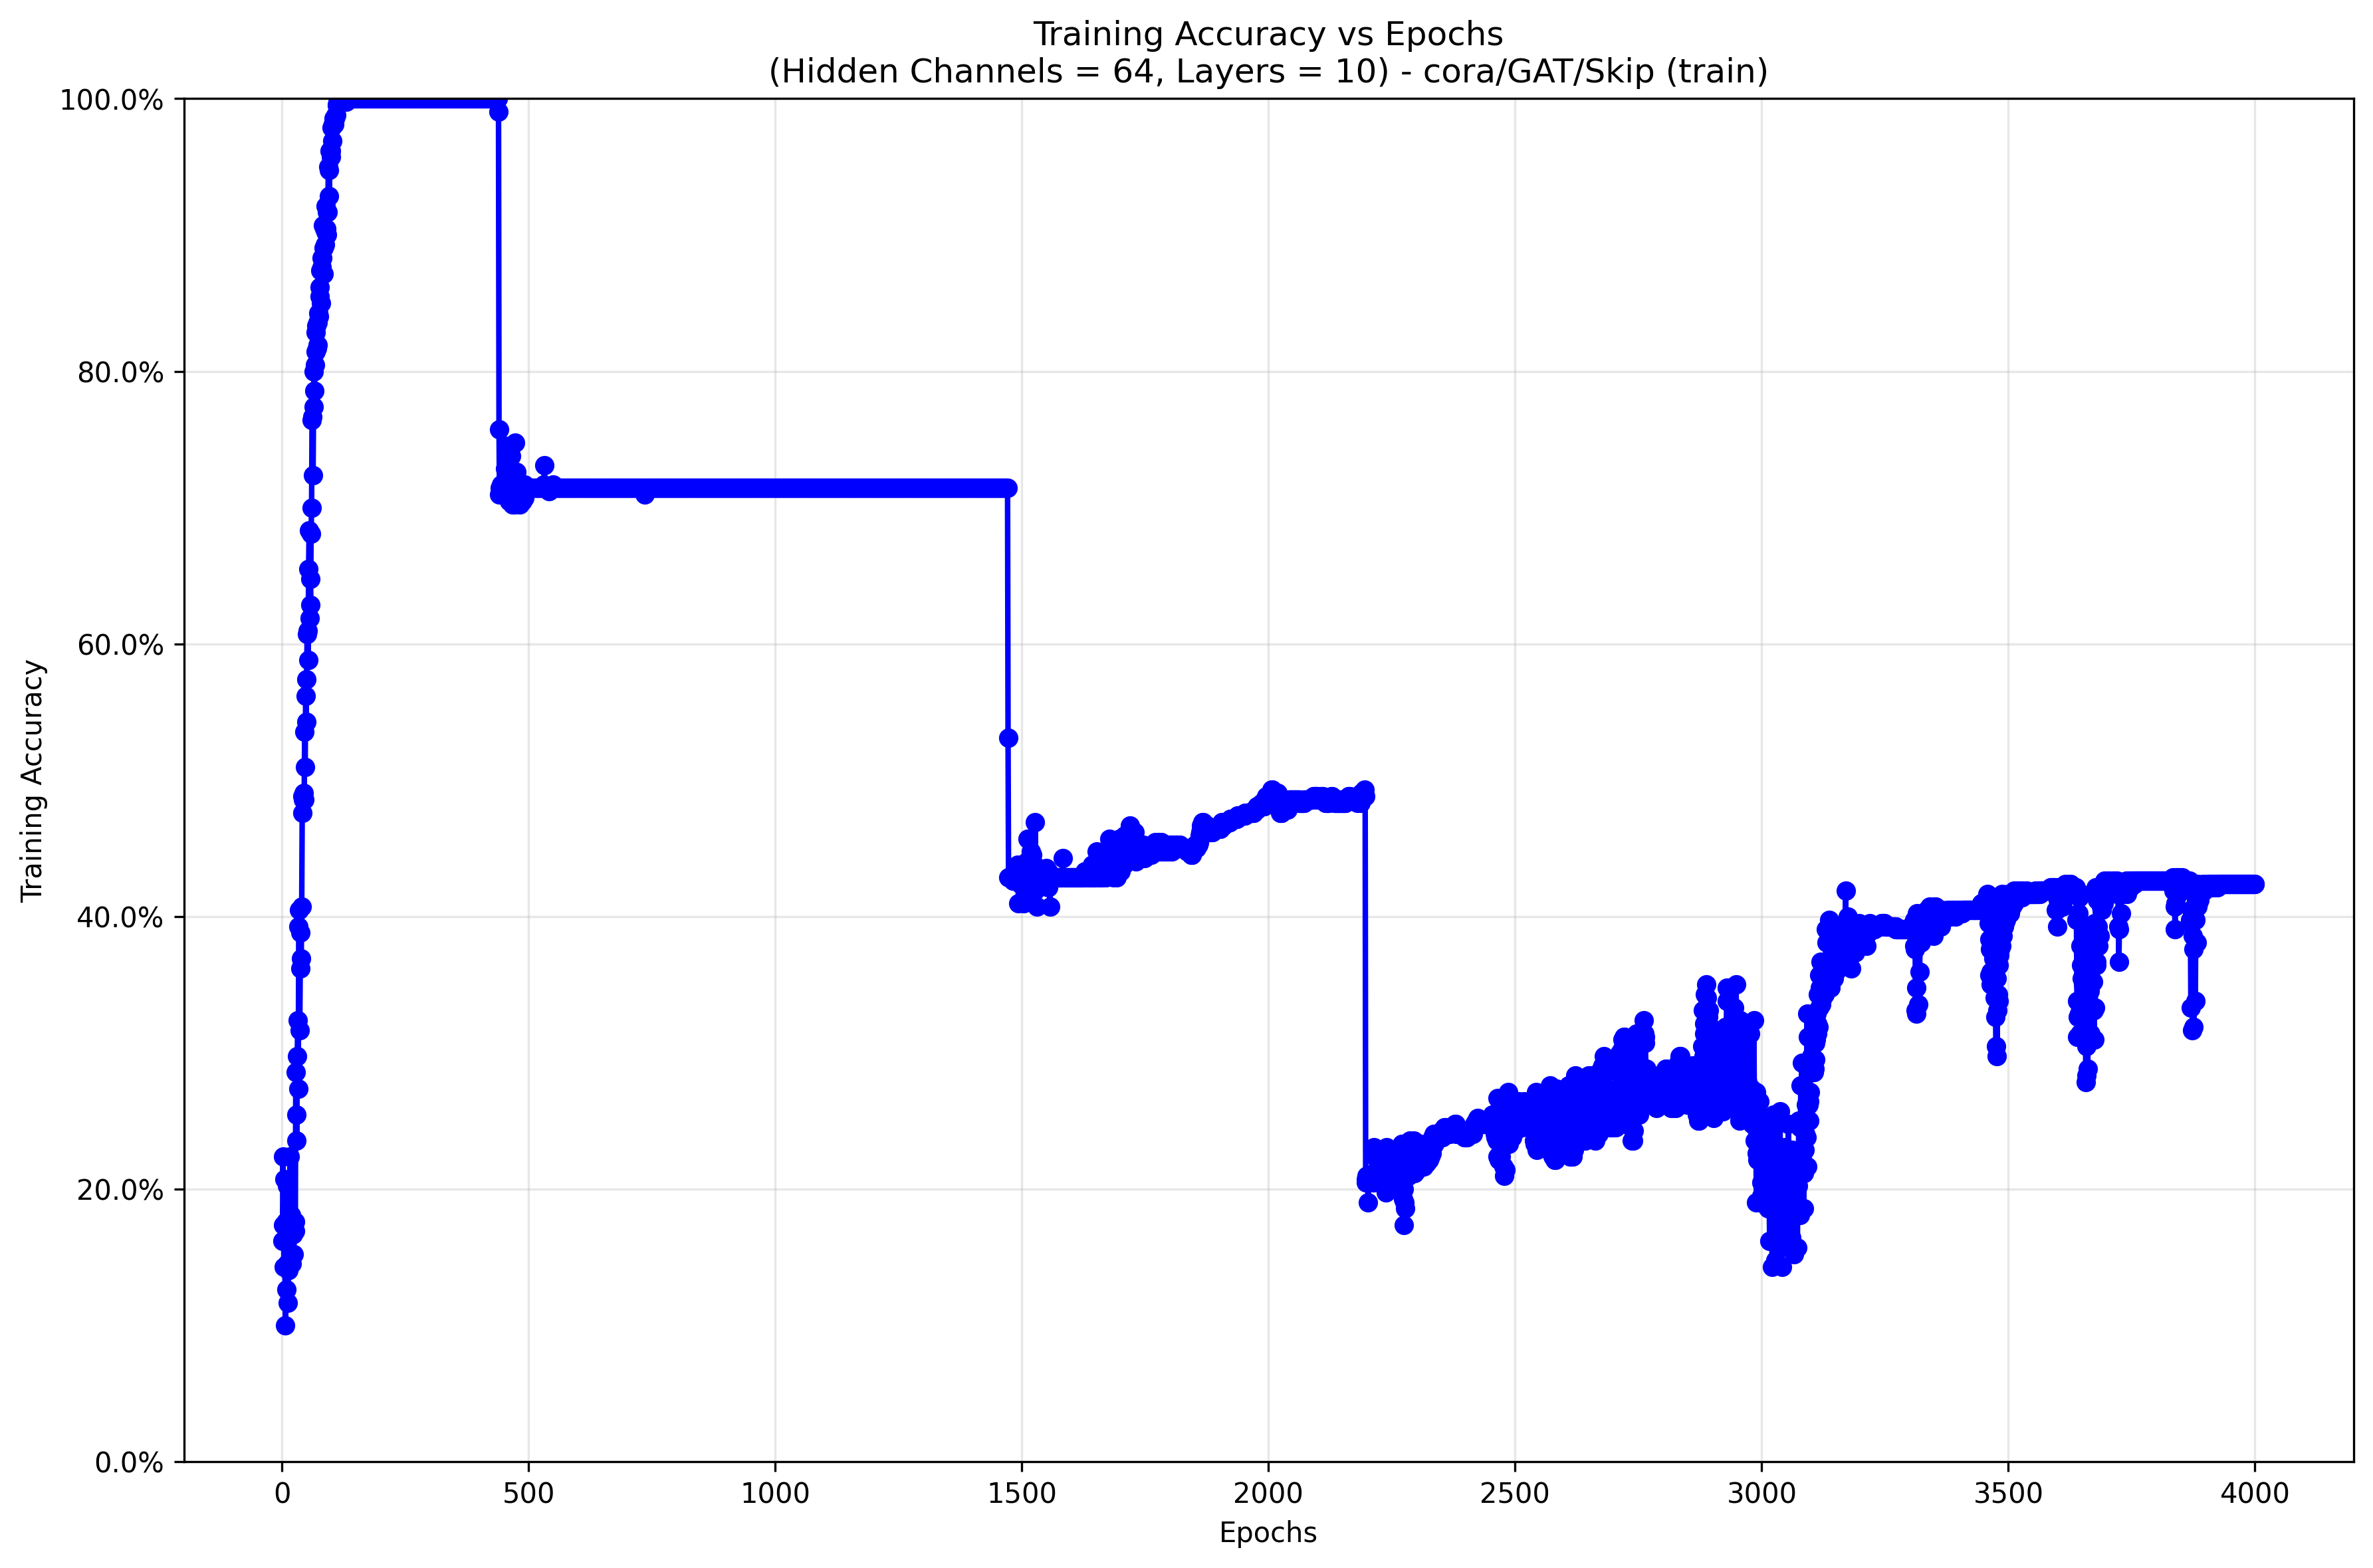 Training Accuracy vs Epochs
(Hidden Channels = 64, Layers = 10) - cora/GAT/Skip (train)
100.0%
80.0%
60.0%
40.0%
20.0%
0.0%
Training Accuracy
0 500 1000 1500 2000 2500 3000 3500 4000
Epochs